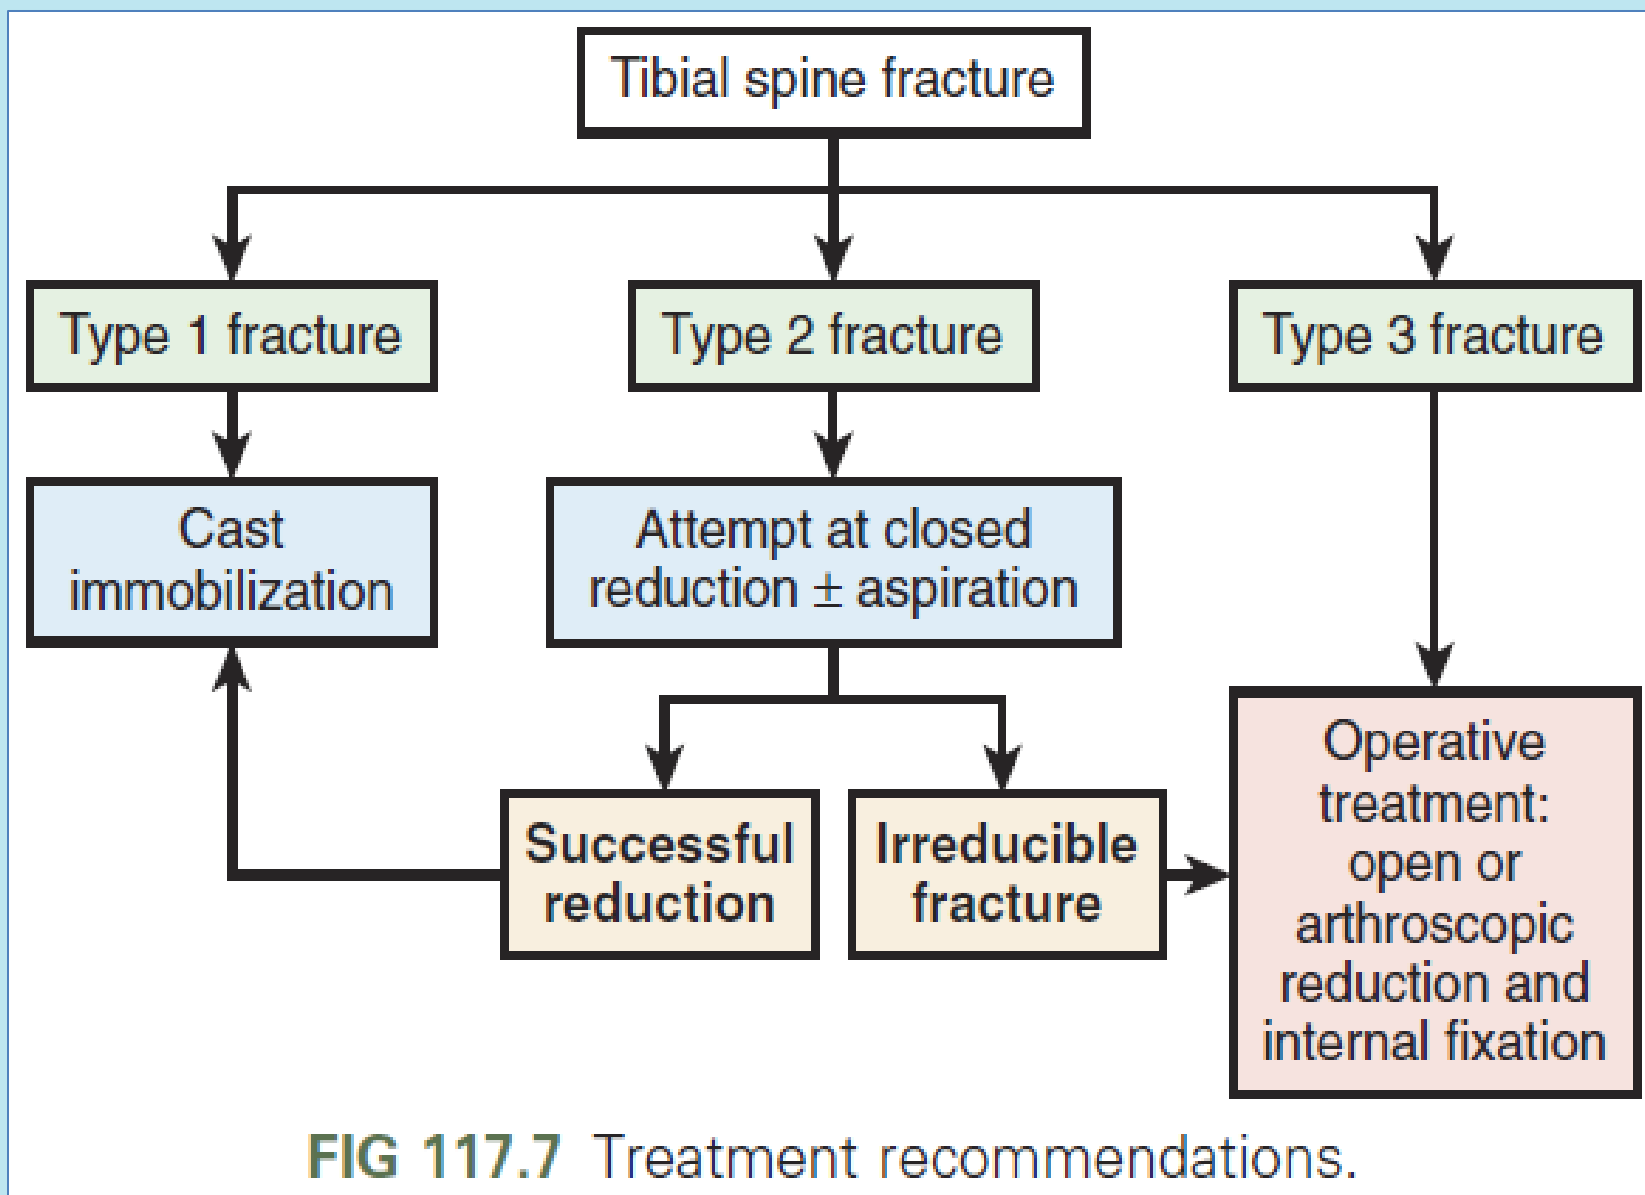 Tibial spine fracture
Type 1 fracture
Type 2 fracture
Type 3 fracture
Cast
immobilization
Attempt at closed
reduction ± aspiration
Successful
reduction
Irreducible
fracture
Operative
treatment:
open or
arthroscopic
reduction and
internal fixation
FIG 117.7 Treatment recommendations.